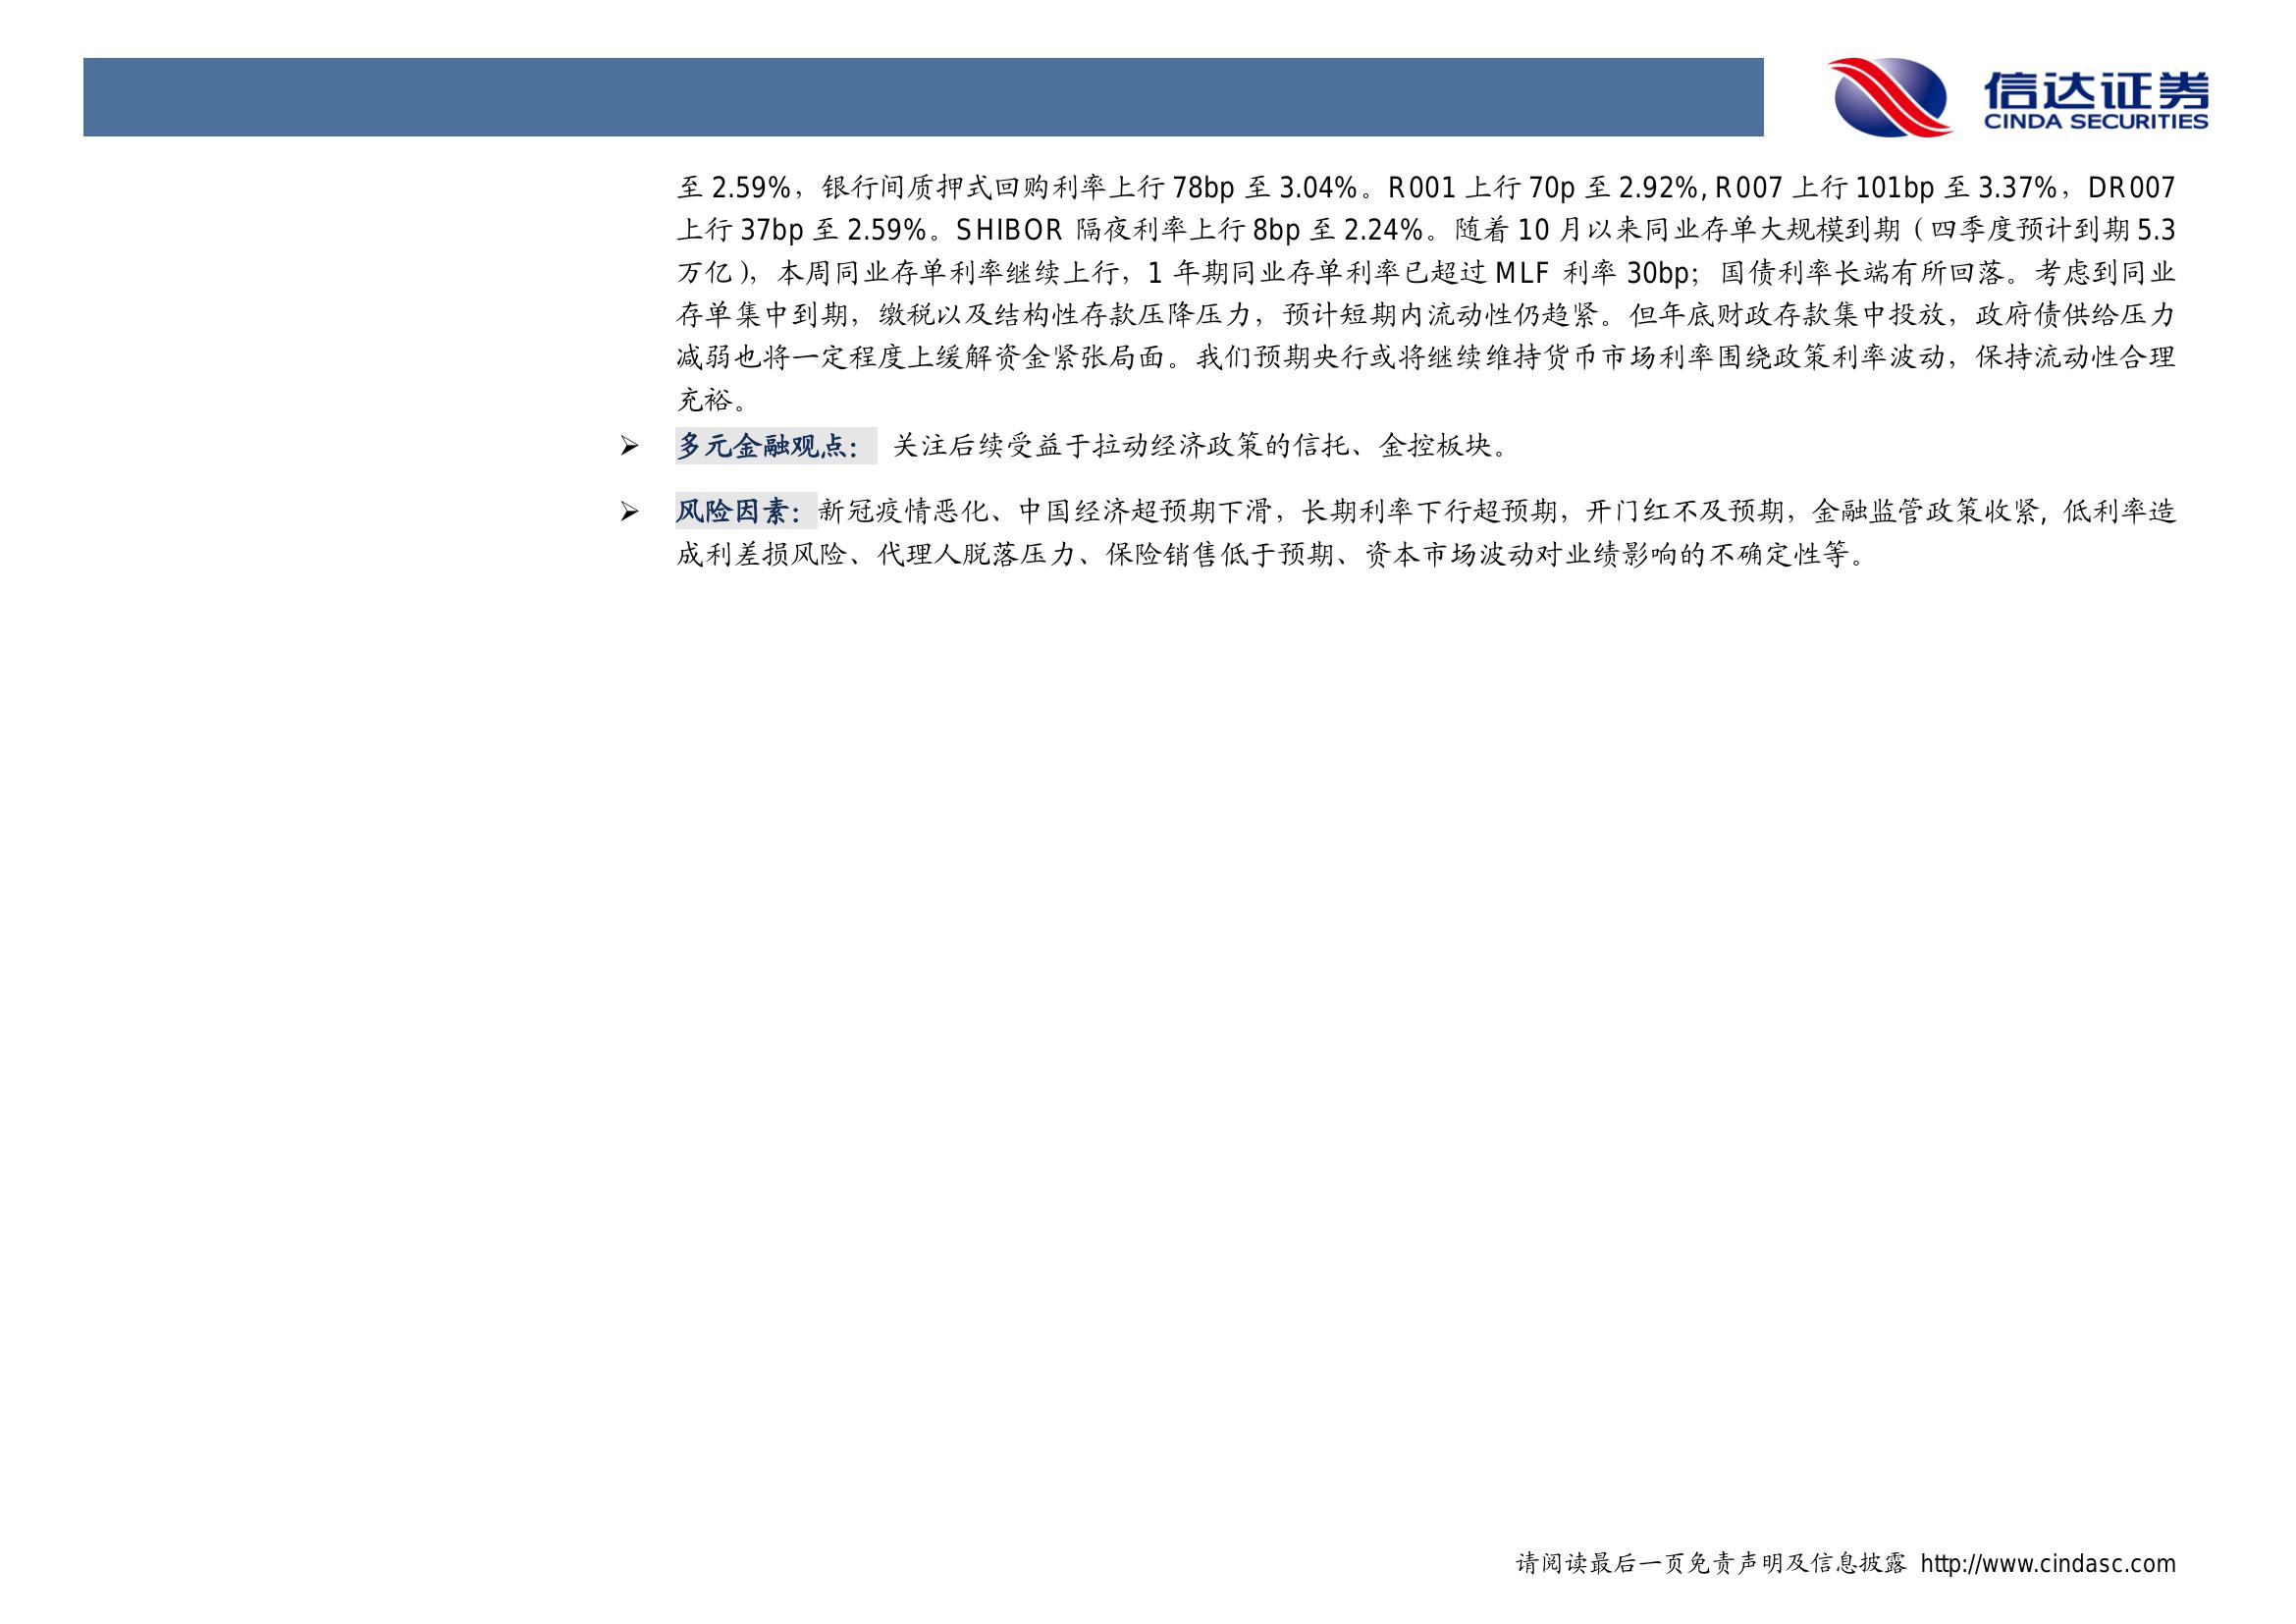 信达证券
CINDA SECURITIES
至 2.59%，银行间质押式回购利率上行 78bp 至 3.04%。R001 上行 70p 至 2.92%, R007 上行 101bp 至 3.37%，DR007
上行 37bp 至 2.59%。SHIBOR 隔夜利率上行 8bp 至 2.24%。随着 10 月以来同业存单大规模到期（四季度预计到期 5.3
万亿），本周同业存单利率继续上行，1 年期同业存单利率已超过 MLF 利率 30bp；国债利率长端有所回落。考虑到同业
存单集中到期，缴税以及结构性存款压降压力，预计短期内流动性仍趋紧。但年底财政存款集中投放，政府债供给压力
减弱也将一定程度上缓解资金紧张局面。我们预期央行或将继续维持货币市场利率围绕政策利率波动，保持流动性合理
充裕。
➢ 多元金融观点： 关注后续受益于拉动经济政策的信托、金控板块。
➢ 风险因素：新冠疫情恶化、中国经济超预期下滑，长期利率下行超预期，开门红不及预期，金融监管政策收紧, 低利率造
成利差损风险、代理人脱落压力、保险销售低于预期、资本市场波动对业绩影响的不确定性等。
请阅读最后一页免责声明及信息披露 http://www.cindasc.com